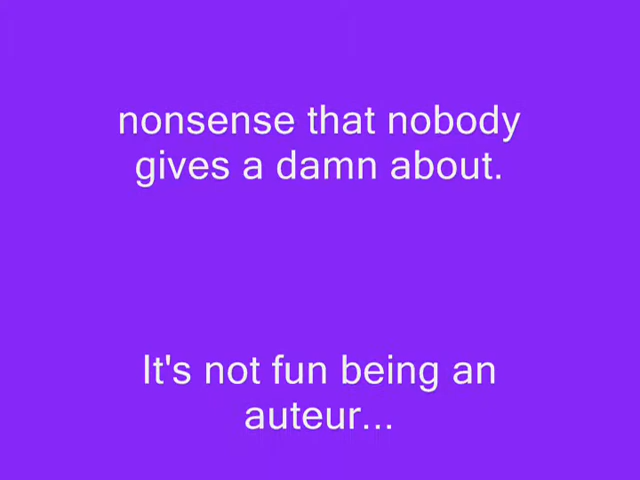 nonsense that nobody
gives a damn about.
It's not fun being an
auteur...